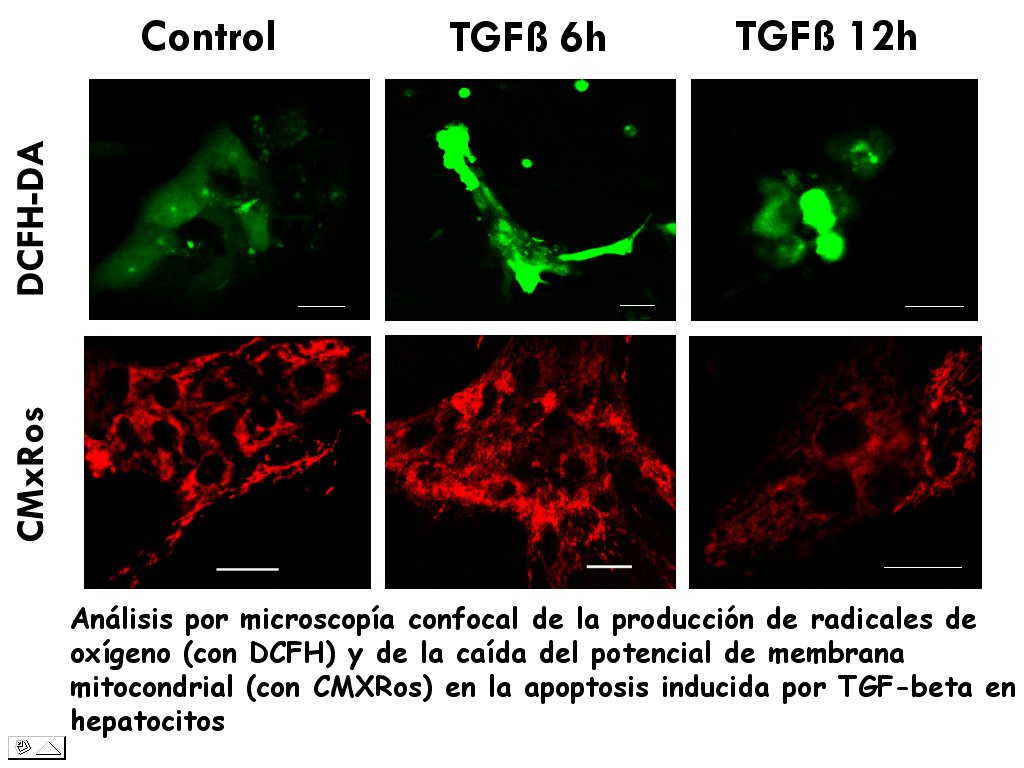 Control TGFß 6h TGFß 12h
DCFH-DA
CMxRos
Análisis por microscopía confocal de la producción de radicales de
oxígeno (con DCFH) y de la caída del potencial de membrana
mitocondrial (con CMXRos) en la apoptosis inducida por TGF-beta en
hepatocitos